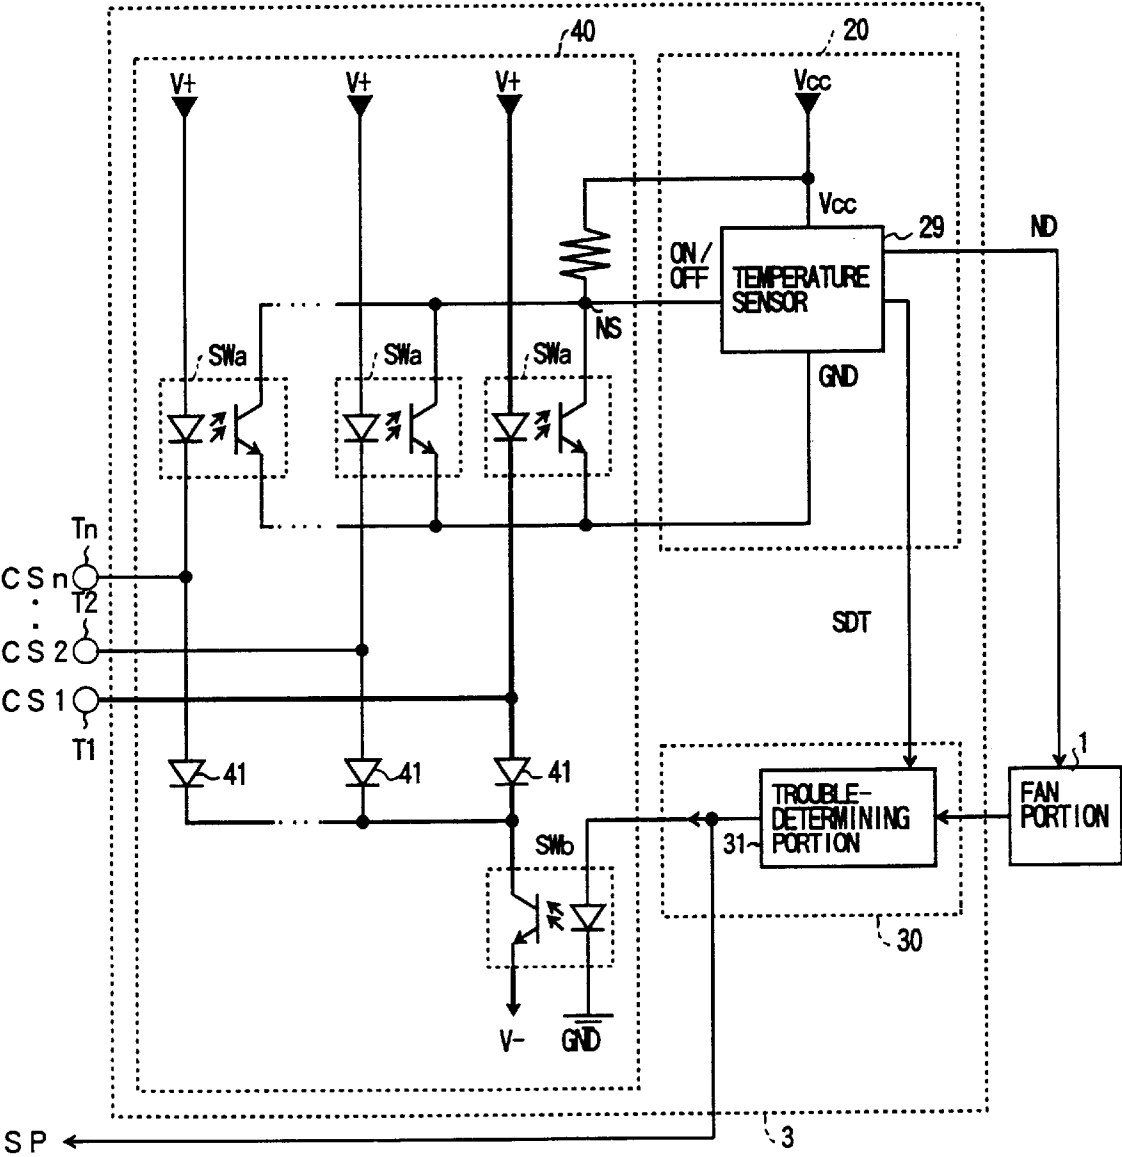 40
20
V+
V+
V+
Vcc
Vcc
29
ND
ON/
OFF
TEMPERATURE
SENSOR
NS
SWa
SWa
SWa
GND
Tn
CSn
T2
CS2
CS1
T1
SDT
41
41
41
1
TROUBLE-
DETERMINING
PORTION
31
FAN
PORTION
SWb
30
V-
GND
3
SP